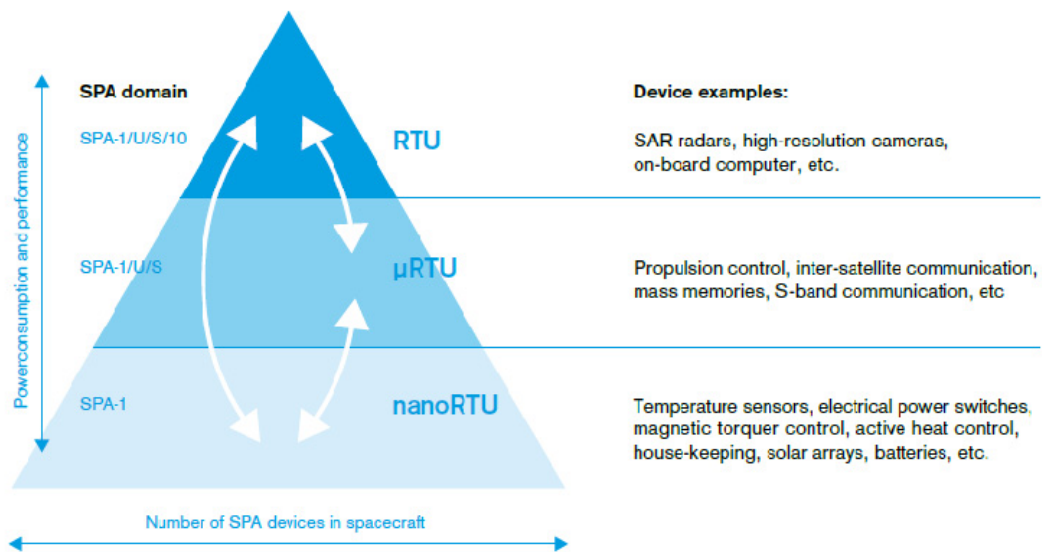 SPA domain
Device examples:
SPA-1/U/S/10
RTU
SAR radars, high-resolution cameras,
on-board computer, etc.
SPA-1/U/S
µRTU
Propulsion control, inter-satellite communication,
mass memories, S-band communication, etc
SPA-1
nanoRTU
Temperature sensors, electrical power switches,
magnetic torquer control, active heat control,
house-keeping, solar arrays, batteries, etc.
Powerconsumption and performance
Number of SPA devices in spacecraft